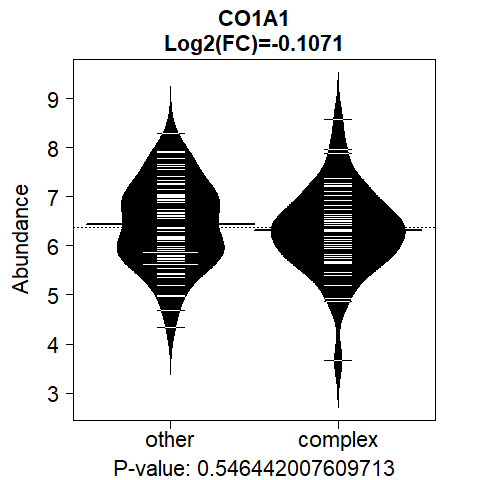 CO1A1
Log2(FC)=-0.1071
Abundance
9
8
7
6
5
4
3
other complex
P-value: 0.546442007609713